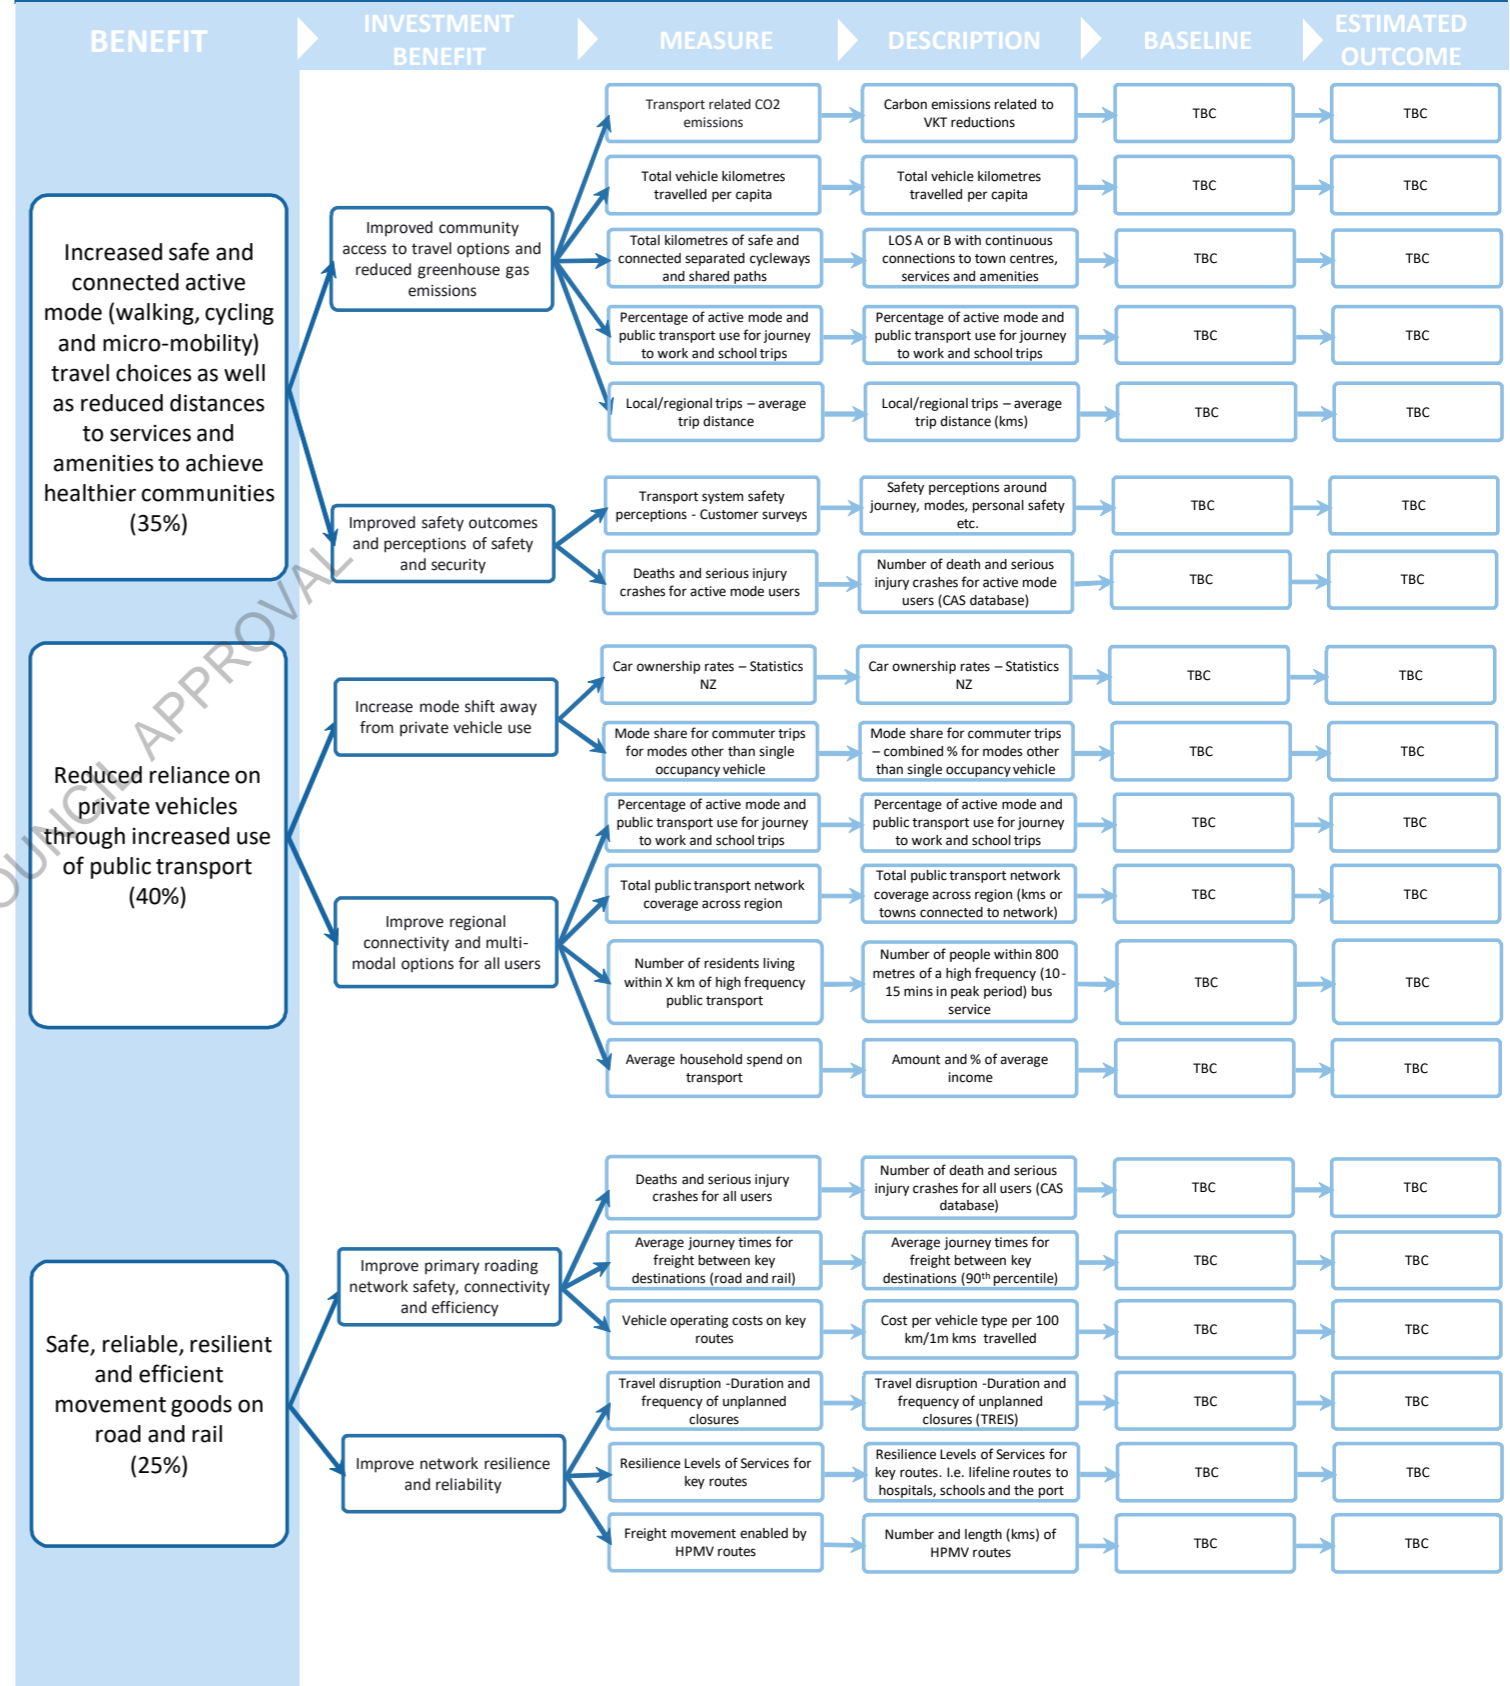 BENEFIT
INVESTMENT
BENEFIT
MEASURE
DESCRIPTION
BASELINE
ESTIMATED
OUTCOME
Increased safe and
connected active
mode (walking, cycling
and micro-mobility)
travel choices as well
as reduced distances
to services and
amenities to achieve
healthier communities
(35%)
Improved community
access to travel options and
reduced greenhouse gas
emissions
Transport related CO2
emissions
Carbon emissions related to
VKT reductions
TBC
TBC
Total vehicle kilometres
travelled per capita
Total vehicle kilometres
travelled per capita
TBC
TBC
Total kilometres of safe and
connected separated cycleways
and shared paths
LOS A or B with continuous
connections to town centres,
services and amenities
TBC
TBC
Percentage of active mode and
public transport use for journey
to work and school trips
Percentage of active mode and
public transport use for journey
to work and school trips
TBC
TBC
Local/regional trips – average
trip distance
Local/regional trips – average
trip distance (kms)
TBC
TBC
Improved safety outcomes
and perceptions of safety
and security
Transport system safety
perceptions - Customer surveys
Safety perceptions around
journey, modes, personal safety
etc.
TBC
TBC
Deaths and serious injury
crashes for active mode users
Number of death and serious
injury crashes for active mode
users (CAS database)
TBC
TBC
OUNCIL APPROVAL
Reduced reliance on
private vehicles
through increased use
of public transport
(40%)
Increase mode shift away
from private vehicle use
Car ownership rates – Statistics
NZ
Car ownership rates – Statistics
NZ
TBC
TBC
Mode share for commuter trips
for modes other than single
occupancy vehicle
Mode share for commuter trips
– combined % for modes other
than single occupancy vehicle
TBC
TBC
Improve regional
connectivity and multi-
modal options for all users
Percentage of active mode and
public transport use for journey
to work and school trips
Percentage of active mode and
public transport use for journey
to work and school trips
TBC
TBC
Total public transport network
coverage across region
Total public transport network
coverage across region (kms or
towns connected to network)
TBC
TBC
Number of residents living
within X km of high frequency
public transport
Number of people within 800
metres of a high frequency (10-
15 mins in peak period) bus
service
TBC
TBC
Average household spend on
transport
Amount and % of average
income
TBC
TBC
Safe, reliable, resilient
and efficient
movement goods on
road and rail
(25%)
Improve primary roading
network safety, connectivity
and efficiency
Deaths and serious injury
crashes for all users
Number of death and serious
injury crashes for all users (CAS
database)
TBC
TBC
Average journey times for
freight between key
destinations (road and rail)
Average journey times for
freight between key
destinations (90th percentile)
TBC
TBC
Vehicle operating costs on key
routes
Cost per vehicle type per 100
km/1m kms travelled
TBC
TBC
Improve network resilience
and reliability
Travel disruption -Duration and
frequency of unplanned
closures
Travel disruption -Duration and
frequency of unplanned
closures (TREIS)
TBC
TBC
Resilience Levels of Services for
key routes
Resilience Levels of Services for
key routes. I.e. lifeline routes to
hospitals, schools and the port
TBC
TBC
Freight movement enabled by
HPMV routes
Number and length (kms) of
HPMV routes
TBC
TBC